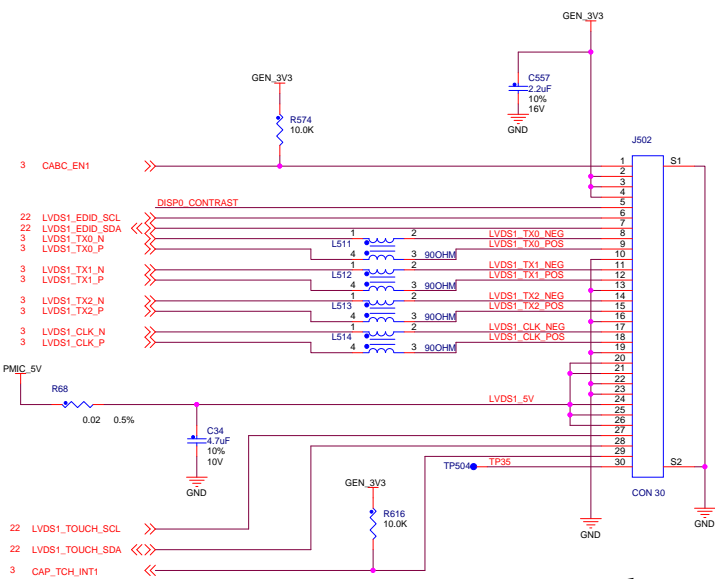 GEN_3V3
C557
2.2uF
10%
16V
GND
GEN_3V3
R574
10.0K
J502
3 CABC_EN1
1
S1
2
3
4
DISP0_CONTRAST
5
22 LVDS1_EDID_SCL
6
22 LVDS1_EDID_SDA
7
3 LVDS1_TX0_N
1 2
LVDS1_TX0_NEG
8
3 LVDS1_TX0_P
L511
4 3 90OHM
LVDS1_TX0_POS
9
10
3 LVDS1_TX1_N
1 2
LVDS1_TX1_NEG
11
3 LVDS1_TX1_P
L512
4 3 90OHM
LVDS1_TX1_POS
12
13
3 LVDS1_TX2_N
1 2
LVDS1_TX2_NEG
14
3 LVDS1_TX2_P
L513
4 3 90OHM
LVDS1_TX2_POS
15
16
3 LVDS1_CLK_N
1 2
LVDS1_CLK_NEG
17
3 LVDS1_CLK_P
L514
4 3 90OHM
LVDS1_CLK_POS
18
19
20
21
22
23
PMIC_5V
R68
0.02 0.5%
LVDS1_5V
24
25
26
C34
4.7uF
10%
10V
GND
27
28
29
TP504
TP35
30
S2
CON 30
GEN_3V3
R616
10.0K
GND
GND
22 LVDS1_TOUCH_SCL
22 LVDS1_TOUCH_SDA
3 CAP_TCH_INT1